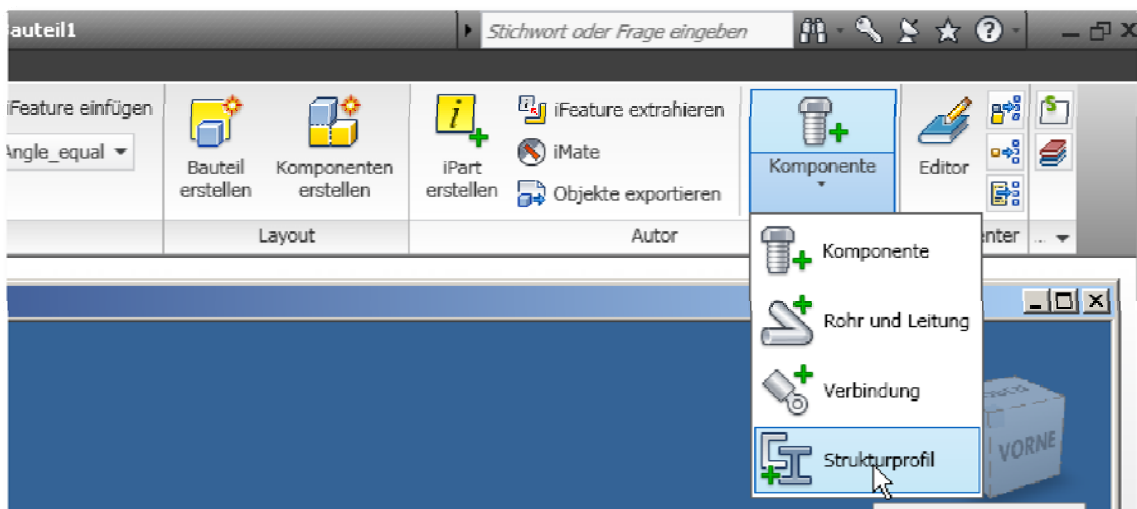 Bauteil1
Stichwort oder Frage eingeben
iFeature einfügen
Angle_equal
Bauteil erstellen
Komponenten erstellen
Layout
iPart erstellen
iFeature extrahieren
iMate
Objekte exportieren
Autor
Komponente
Editor
nter ...
Komponente
Rohr und Leitung
Verbindung
Strukturprofil
VORNE